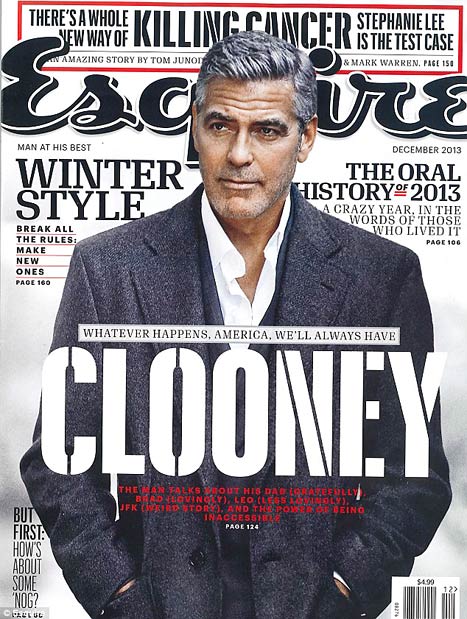 THERE'S A WHOLE
NEW WAY OF
KILLING CANCER
STEPHANIE LEE
IS THE TEST CASE
AN AMAZING STORY BY TOM JUNOD
& MARK WARREN. PAGE 150
Esquire
MAN AT HIS BEST
DECEMBER 2013
WINTER
STYLE
BREAK ALL
THE RULES:
MAKE
NEW
ONES
PAGE 160
THE ORAL
HISTORY OF 2013
A CRAZY YEAR, IN THE
WORDS OF THOSE
WHO LIVED IT
PAGE 106
WHATEVER HAPPENS, AMERICA, WE'LL ALWAYS HAVE
CLOONEY
THE MAN TALKS ABOUT HIS DAD (GRATEFULLY),
BRAD (LOVINGLY), LEO (LESS LOVINGLY),
JFK (WEIRD STORY), AND THE POWER OF BEING
INACCESSIBLE
PAGE 124
BUT
FIRST:
HOW'S
ABOUT
SOME
'NOG?
$4.99
12>